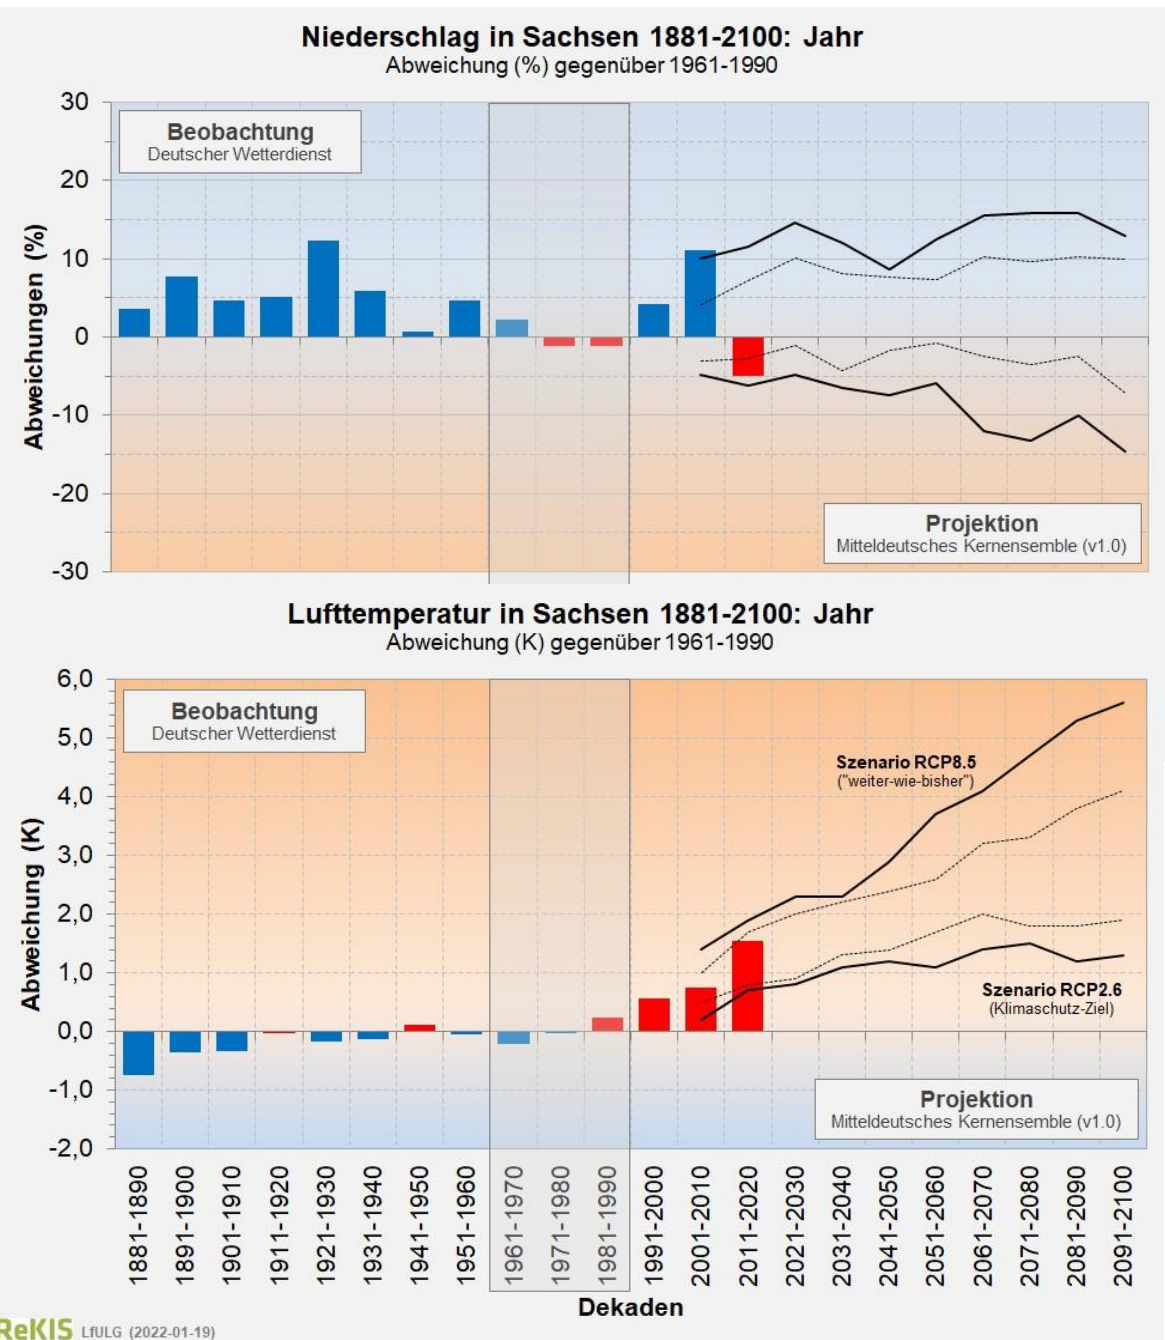 Niederschlag in Sachsen 1881-2100: Jahr
Abweichung (%) gegenüber 1961-1990
Abweichungen (%)
30
20
10
0
-10
-20
-30
Beobachtung
Deutscher Wetterdienst
Projektion
Mitteldeutsches Kernensemble (v1.0)
Lufttemperatur in Sachsen 1881-2100: Jahr
Abweichung (K) gegenüber 1961-1990
Abweichung (K)
6,0
5,0
4,0
3,0
2,0
1,0
0,0
-1,0
-2,0
Beobachtung
Deutscher Wetterdienst
Szenario RCP8.5
("weiter-wie-bisher")
Szenario RCP2.6
(Klimaschutz-Ziel)
Projektion
Mitteldeutsches Kernensemble (v1.0)
1881-1890
1891-1900
1901-1910
1911-1920
1921-1930
1931-1940
1941-1950
1951-1960
1961-1970
1971-1980
1981-1990
1991-2000
2001-2010
2011-2020
2021-2030
2031-2040
2041-2050
2051-2060
2061-2070
2071-2080
2081-2090
2091-2100
Dekaden
ReKIS LfULG (2022-01-19)